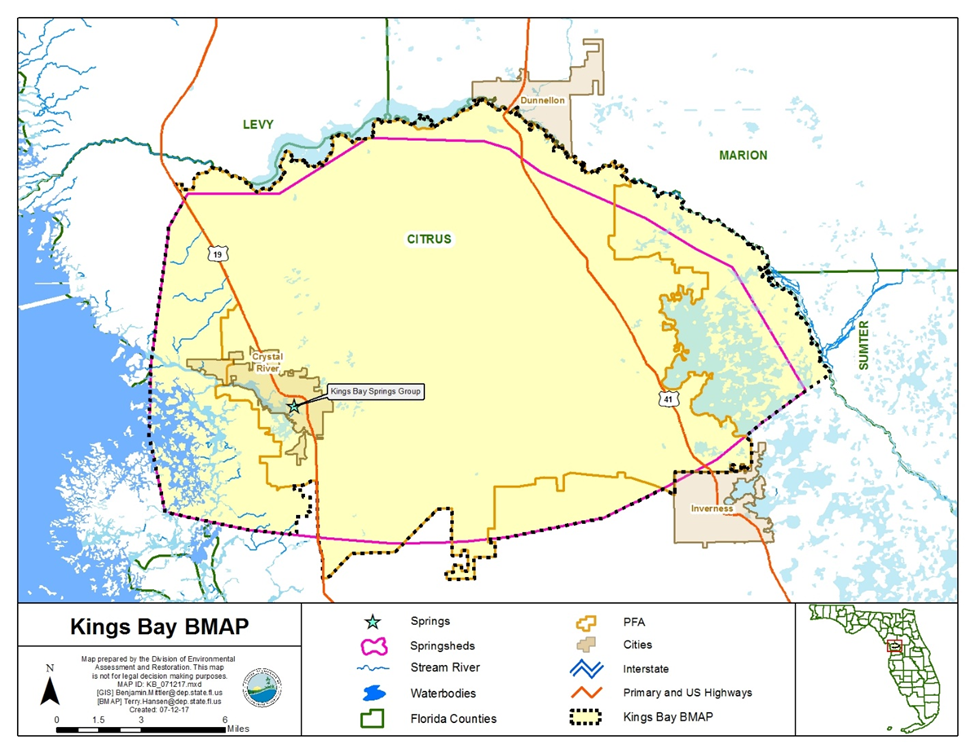 Dunnellon
LEVY
MARION
CITRUS
19
SUMTER
Crystal
River
Kings Bay Springs Group
41
Inverness
Kings Bay BMAP
Map prepared by the Division of Environmental
Assessment and Restoration. This map
is not for legal decision making purposes.
MAP ID: KB_071217.mxd
[GIS] Benjamin.Mittler@dep.state.fl.us
[BMAP] Terry.Hansen@dep.state.fl.us
Created: 07-12-17
N
0 1.5 3 6
Miles
Springs
Springsheds
Stream River
Waterbodies
Florida Counties
PFA
Cities
Interstate
Primary and US Highways
Kings Bay BMAP